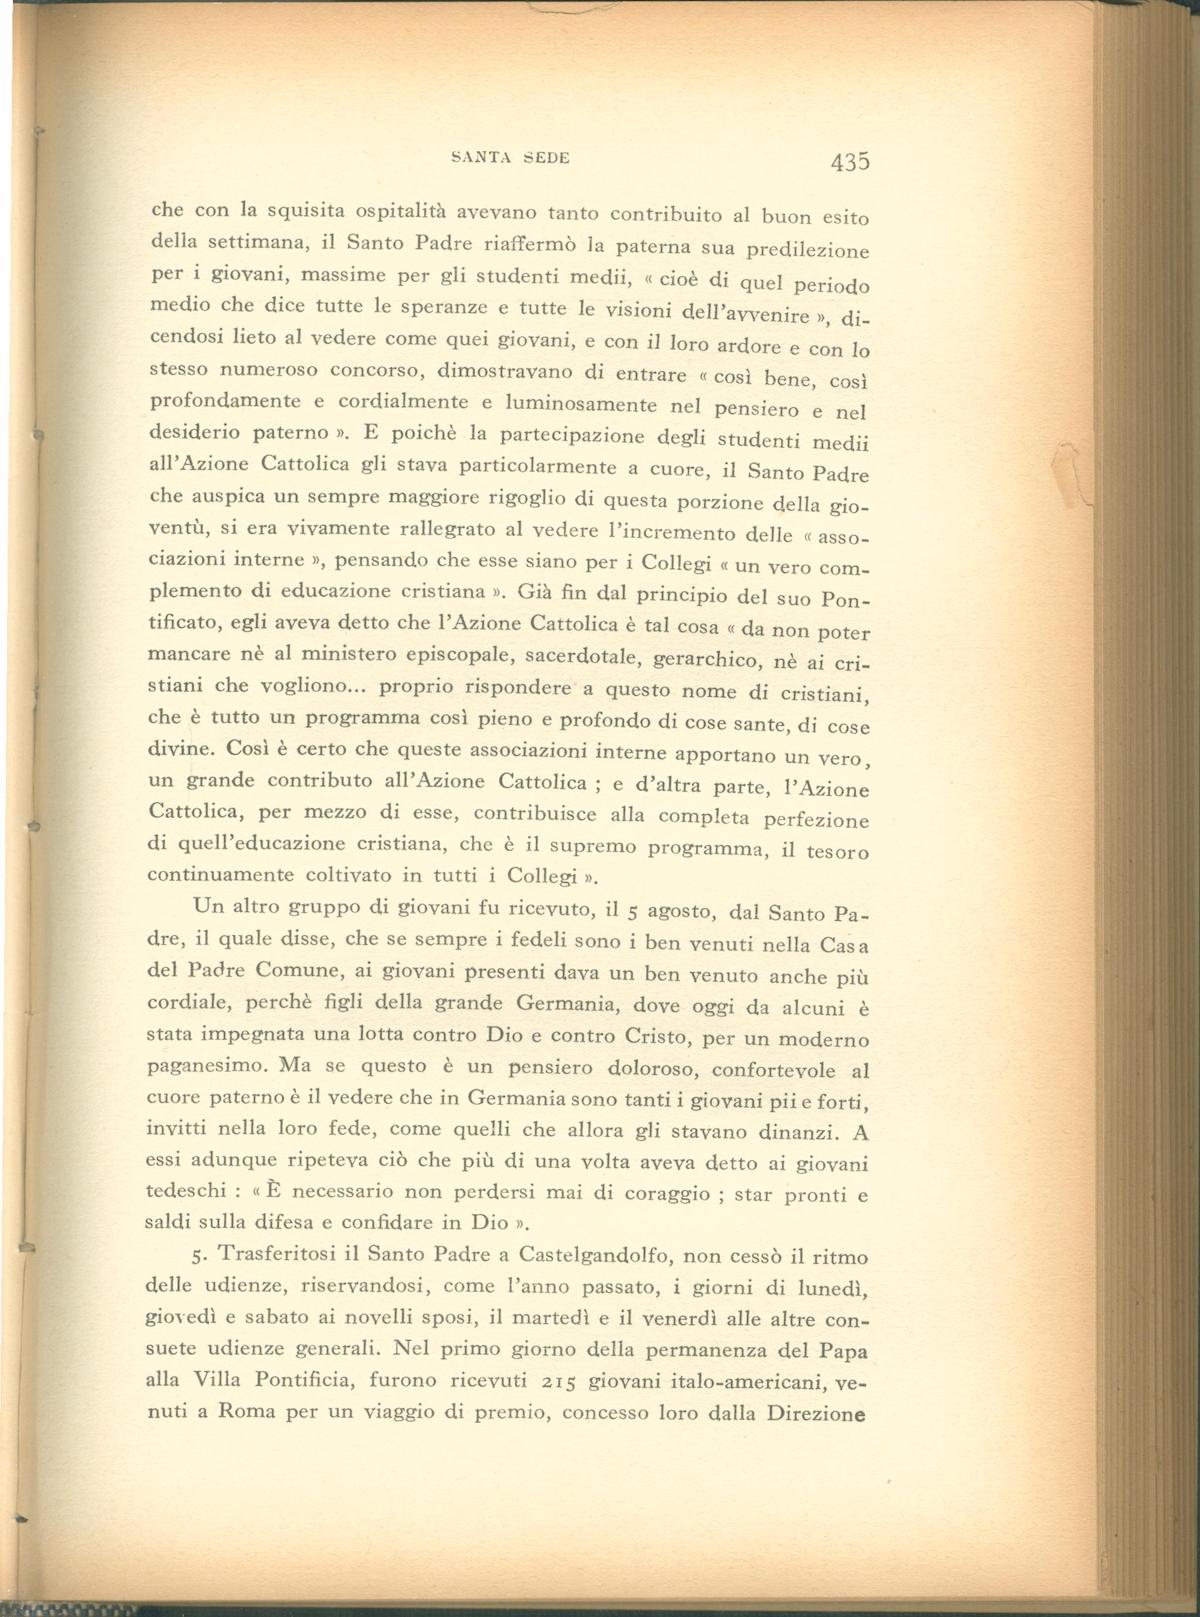 SANTA SEDE 435
che con la squisita ospitalità avevano tanto contribuito al buon esito
della settimana, il Santo Padre riaffermò la paterna sua predilezione
per i giovani, massime per gli studenti medii, « cioè di quel periodo
medio che dice tutte le speranze e tutte le visioni dell'avvenire », di-
cendosi lieto al vedere come quei giovani, e con il loro ardore e con lo
stesso numeroso concorso, dimostravano di entrare « così bene, così
profondamente e cordialmente e luminosamente nel pensiero e nel
desiderio paterno ». E poichè la partecipazione degli studenti medii
all'Azione Cattolica gli stava particolarmente a cuore, il Santo Padre
che auspica un sempre maggiore rigoglio di questa porzione della gio-
ventù, si era vivamente rallegrato al vedere l'incremento delle « asso-
ciazioni interne », pensando che esse siano per i Collegi « un vero com-
plemento di educazione cristiana ». Già fin dal principio del suo Pon-
tificato, egli aveva detto che l'Azione Cattolica è tal cosa « da non poter
mancare nè al ministero episcopale, sacerdotale, gerarchico, nè ai cri-
stiani che vogliono... proprio rispondere a questo nome di cristiani,
che è tutto un programma così pieno e profondo di cose sante, di cose
divine. Così è certo che queste associazioni interne apportano un vero,
un grande contributo all'Azione Cattolica ; e d'altra parte, l'Azione
Cattolica, per mezzo di esse, contribuisce alla completa perfezione
di quell'educazione cristiana, che è il supremo programma, il tesoro
continuamente coltivato in tutti i Collegi ».
Un altro gruppo di giovani fu ricevuto, il 5 agosto, dal Santo Pa-
dre, il quale disse, che se sempre i fedeli sono i ben venuti nella Casa
del Padre Comune, ai giovani presenti dava un ben venuto anche più
cordiale, perchè figli della grande Germania, dove oggi da alcuni è
stata impegnata una lotta contro Dio e contro Cristo, per un moderno
paganesimo. Ma se questo è un pensiero doloroso, confortevole al
cuore paterno è il vedere che in Germania sono tanti i giovani pii e forti,
invitti nella loro fede, come quelli che allora gli stavano dinanzi. A
essi adunque ripeteva ciò che più di una volta aveva detto ai giovani
tedeschi : « È necessario non perdersi mai di coraggio ; star pronti e
saldi sulla difesa e confidare in Dio ».
5. Trasferitosi il Santo Padre a Castelgandolfo, non cessò il ritmo
delle udienze, riservandosi, come l'anno passato, i giorni di lunedì,
giovedì e sabato ai novelli sposi, il martedì e il venerdì alle altre con-
suete udienze generali. Nel primo giorno della permanenza del Papa
alla Villa Pontificia, furono ricevuti 215 giovani italo-americani, ve-
nuti a Roma per un viaggio di premio, concesso loro dalla Direzione